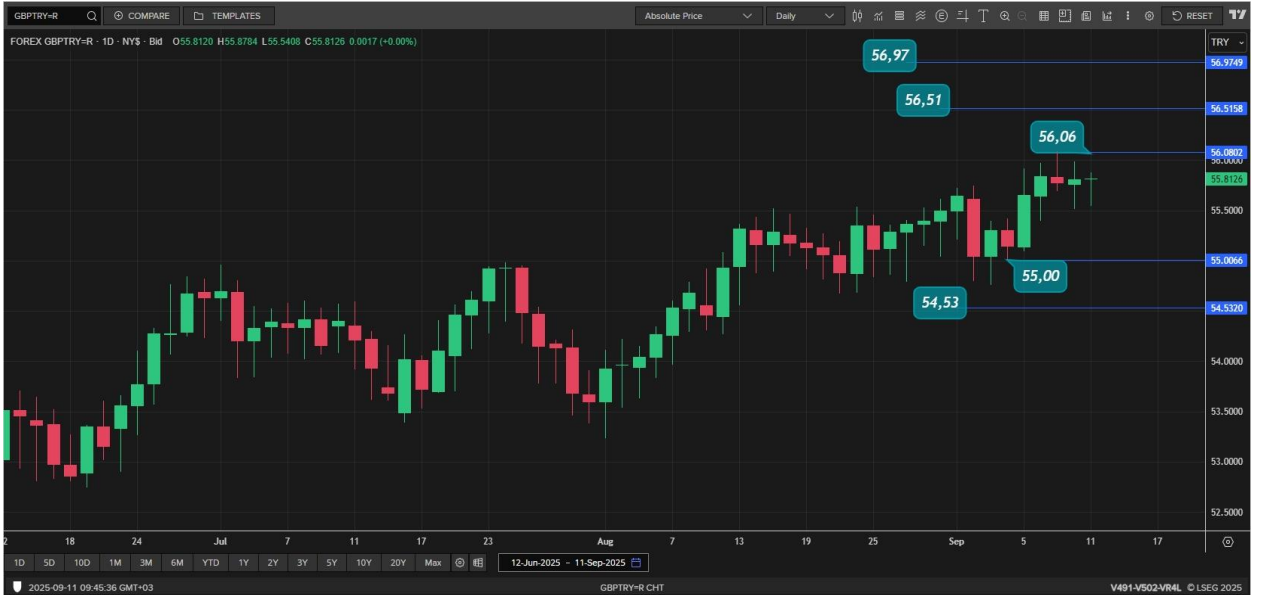 GBPTRY=R COMPARE TEMPLATES Absolute Price Daily RESET
FOREX GBPTRY=R · 1D · NY$ · Bid O55.8120 H55.8784 L55.5408 C55.8126 0.0017 (+0.00%)
TRY
56,97
56.9749
56,51
56.5158
56,06
56.0802
56.0000
55.8126
55.5000
55.0066
55,00
54,53
54.5320
54.0000
53.5000
53.0000
52.5000
2 18 24 Jul 7 11 17 23 Aug 7 13 19 25 Sep 5 11 17
1D 5D 10D 1M 3M 6M YTD 1Y 2Y 3Y 5Y 10Y 20Y Max 12-Jun-2025 - 11-Sep-2025
2025-09-11 09:45:36 GMT+03 GBPTRY=R CHT V491-V502-VR4L © LSEG 2025